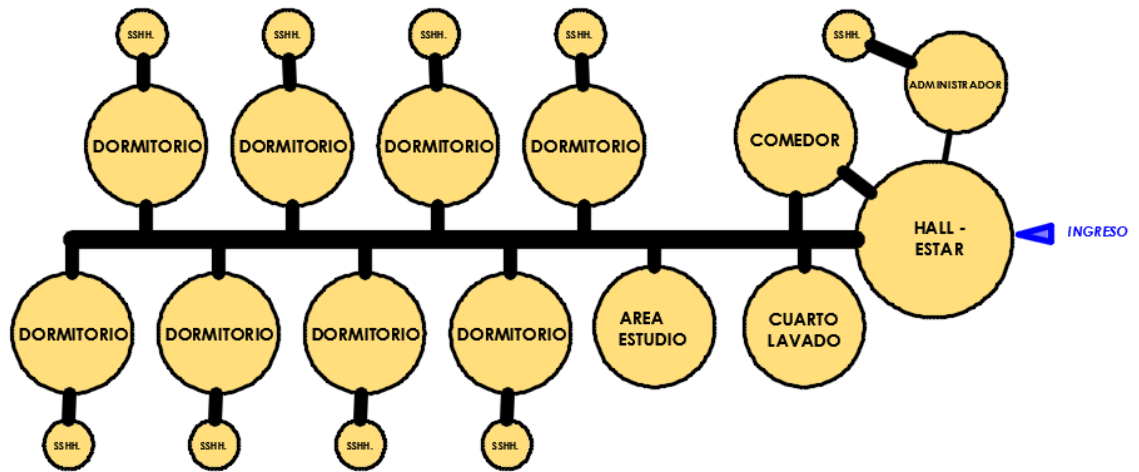 SSHH.
SSHH.
SSHH.
SSHH.
SSHH.
ADMINISTRADOR
DORMITORIO
DORMITORIO
DORMITORIO
DORMITORIO
COMEDOR
HALL -
ESTAR
INGRESO
DORMITORIO
DORMITORIO
DORMITORIO
DORMITORIO
AREA
ESTUDIO
CUARTO
LAVADO
SSHH.
SSHH.
SSHH.
SSHH.